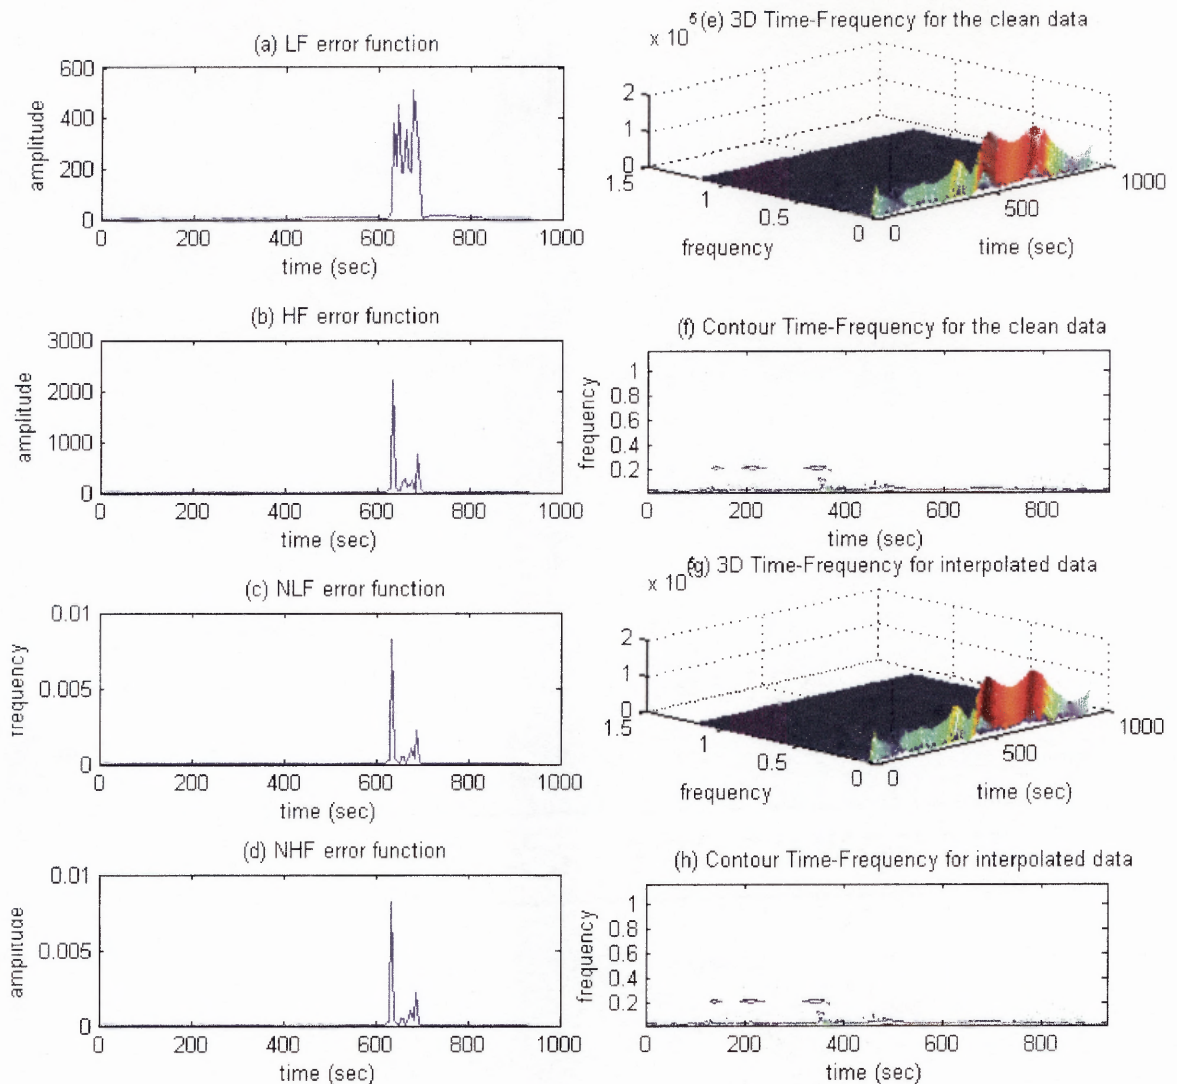 (a) LF error function
600
400
200
0
amplitude
0 200 400 600 800 1000
time (sec)
(b) HF error function
3000
2000
1000
0
amplitude
0 200 400 600 800 1000
time (sec)
(c) NLF error function
0.01
0.005
0
frequency
0 200 400 600 800 1000
time (sec)
(d) NHF error function
0.01
0.005
0
amplitude
0 200 400 600 800 1000
time (sec)
x 10 5 (e) 3D Time-Frequency for the clean data
2
1
0
1.5 1 0.5 0
frequency
0 500 1000
time (sec)
(f) Contour Time-Frequency for the clean data
1
0.8
0.6
0.4
0.2
frequency
0 200 400 600 800
time (sec)
x 10 5 (g) 3D Time-Frequency for interpolated data
2
1
0
1.5 1 0.5 0
frequency
0 500 1000
time (sec)
(h) Contour Time-Frequency for interpolated data
1
0.8
0.6
0.4
0.2
frequency
0 200 400 600 800
time (sec)